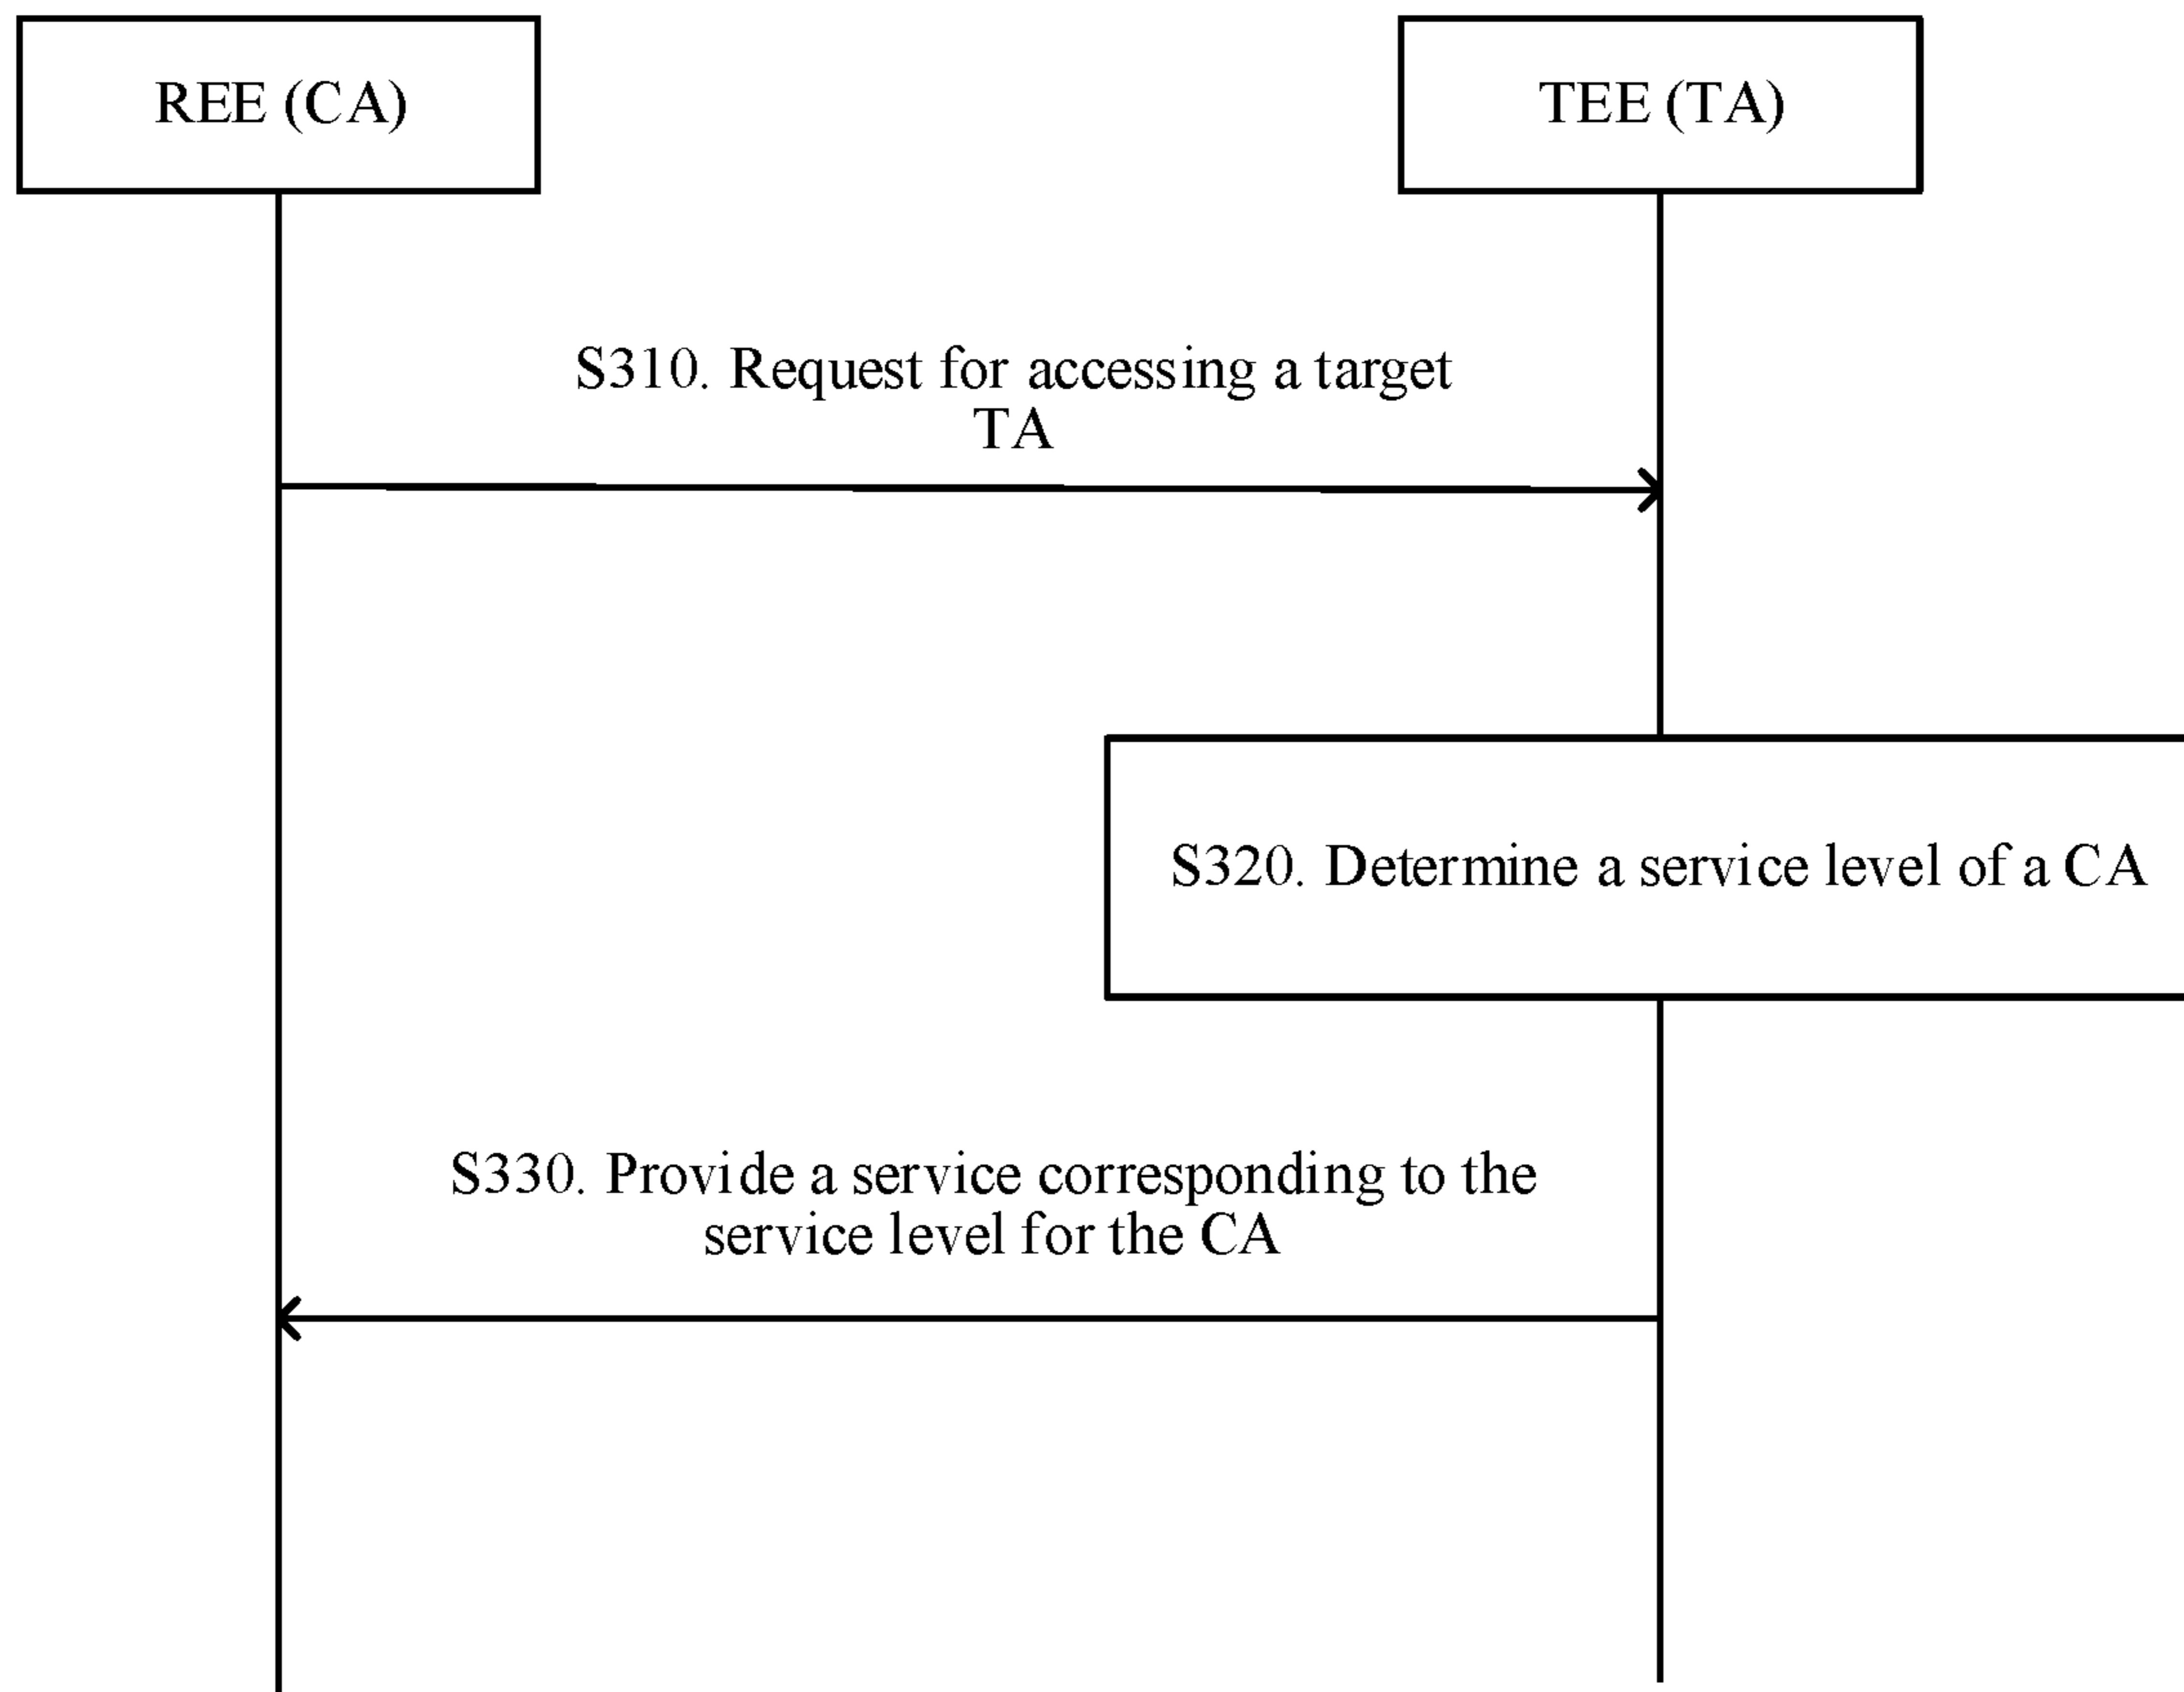 REE (CA)
TEE (TA)
S310. Request for accessing a target
TA
S320. Determine a service level of a CA
S330. Provide a service corresponding to the
service level for the CA